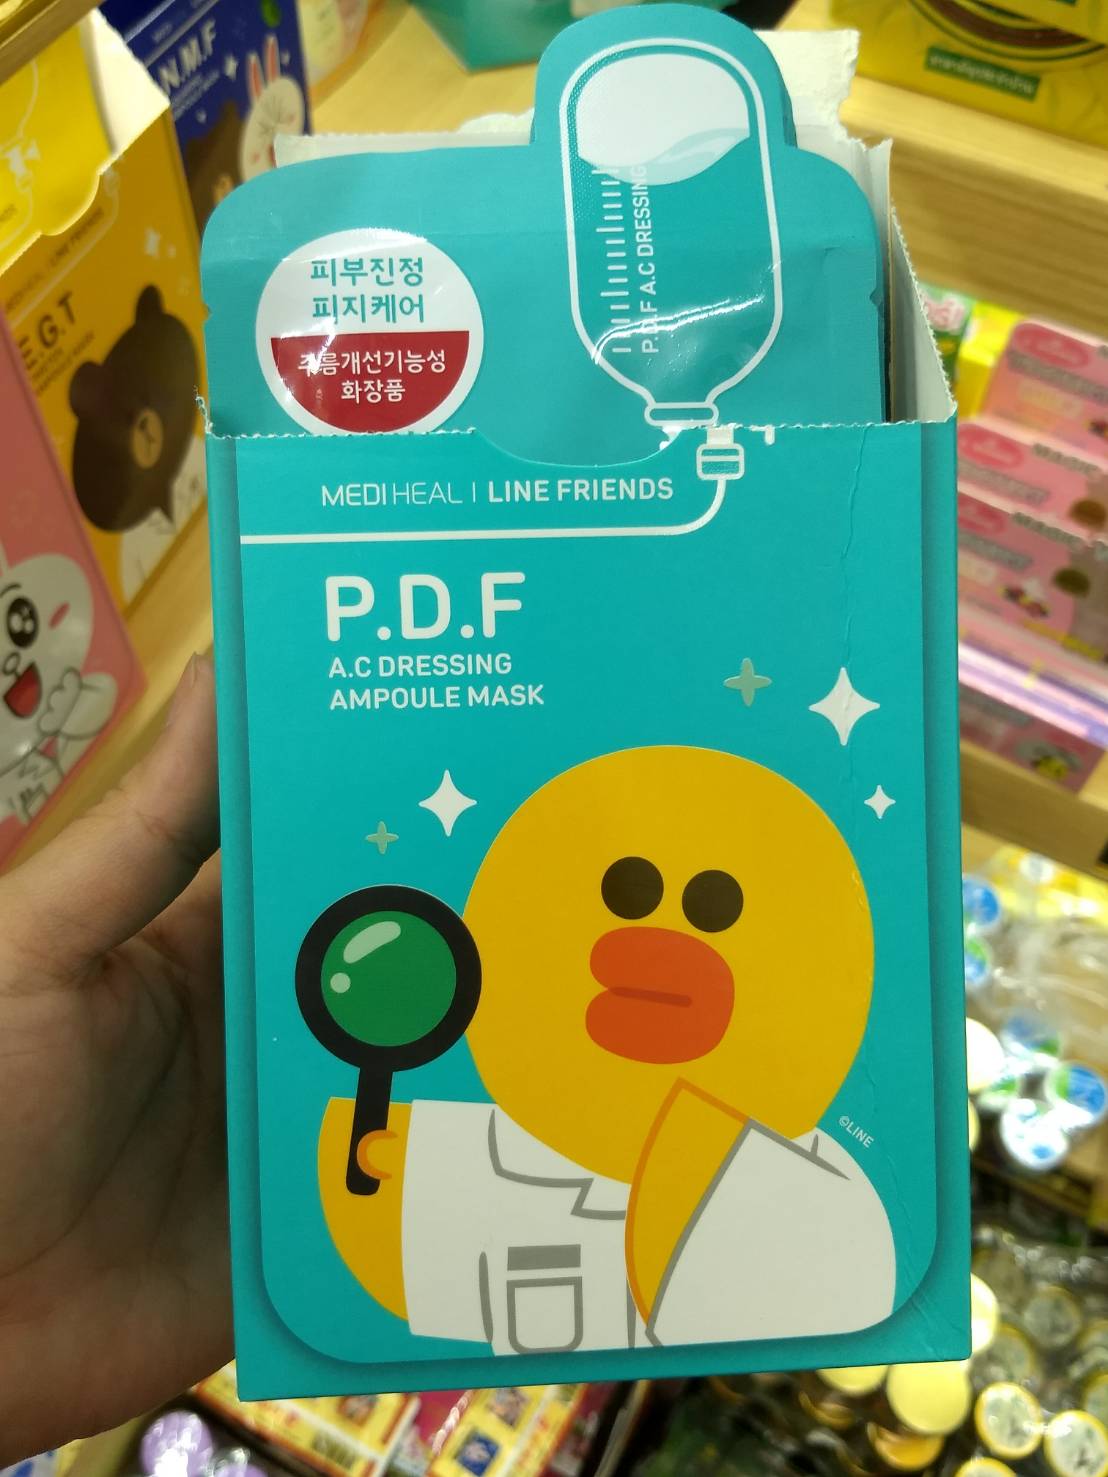 N.M.F
피부진정
피지케어
주름개선기능성
화장품
P.D.F A.C DRESSING
E.G.T
MEDIHEAL | LINE FRIENDS
P.D.F
A.C DRESSING
AMPOULE MASK
©LINE